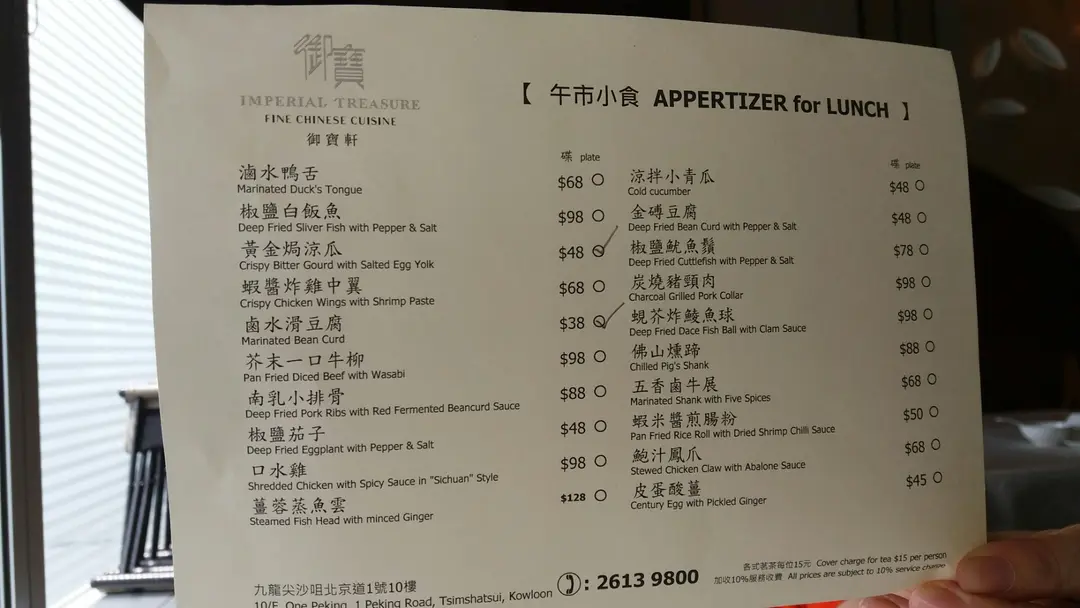 御寶
IMPERIAL TREASURE
FINE CHINESE CUISINE
御寶軒
【 午市小食 APPERTIZER for LUNCH 】
碟 plate
滷水鴨舌 $68
Marinated Duck's Tongue
椒鹽白飯魚 $98
Deep Fried Sliver Fish with Pepper & Salt
黃金焗涼瓜 $48
Crispy Bitter Gourd with Salted Egg Yolk
蝦醬炸雞中翼 $68
Crispy Chicken Wings with Shrimp Paste
鹵水滑豆腐 $38
Marinated Bean Curd
芥末一口牛柳 $98
Pan Fried Diced Beef with Wasabi
南乳小排骨 $88
Deep Fried Pork Ribs with Red Fermented Beancurd Sauce
椒鹽茄子 $48
Deep Fried Eggplant with Pepper & Salt
口水雞 $98
Shredded Chicken with Spicy Sauce in "Sichuan" Style
薑蓉蒸魚雲 $128
Steamed Fish Head with minced Ginger
碟 plate
涼拌小青瓜 $48
Cold cucumber
金磚豆腐 $48
Deep Fried Bean Curd with Pepper & Salt
椒鹽魷魚鬚 $78
Deep Fried Cuttlefish with Pepper & Salt
炭燒豬頸肉 $98
Charcoal Grilled Pork Collar
蜆芥炸鯪魚球 $98
Deep Fried Dace Fish Ball with Clam Sauce
佛山燻蹄 $88
Chilled Pig's Shank
五香鹵牛展 $68
Marinated Shank with Five Spices
蝦米醬煎腸粉 $50
Pan Fried Rice Roll with Dried Shrimp Chilli Sauce
鮑汁鳳爪 $68
Stewed Chicken Claw with Abalone Sauce
皮蛋酸薑 $45
Century Egg with Pickled Ginger
九龍尖沙咀北京道1號10樓
10/F, One Peking, 1 Peking Road, Tsimshatsui, Kowloon
: 2613 9800
各式茗茶每位15元 Cover charge for tea $15 per person
加收10%服務收費 All prices are subject to 10% service charge